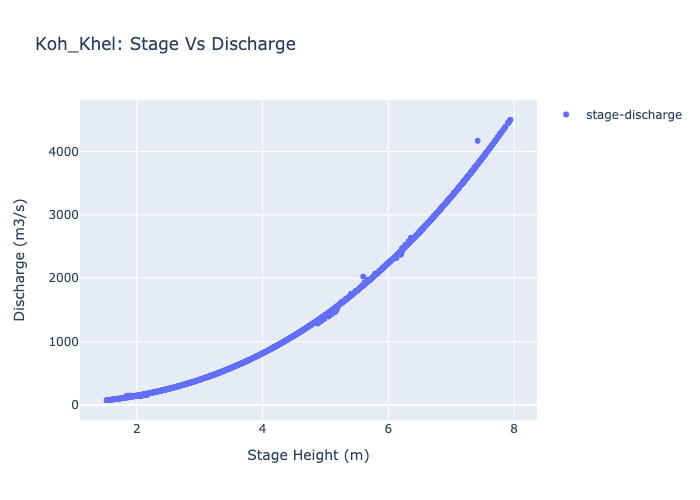 Koh_Khel: Stage Vs Discharge
stage-discharge
Discharge (m3/s)
4000
3000
2000
1000
0
2
4
6
8
Stage Height (m)